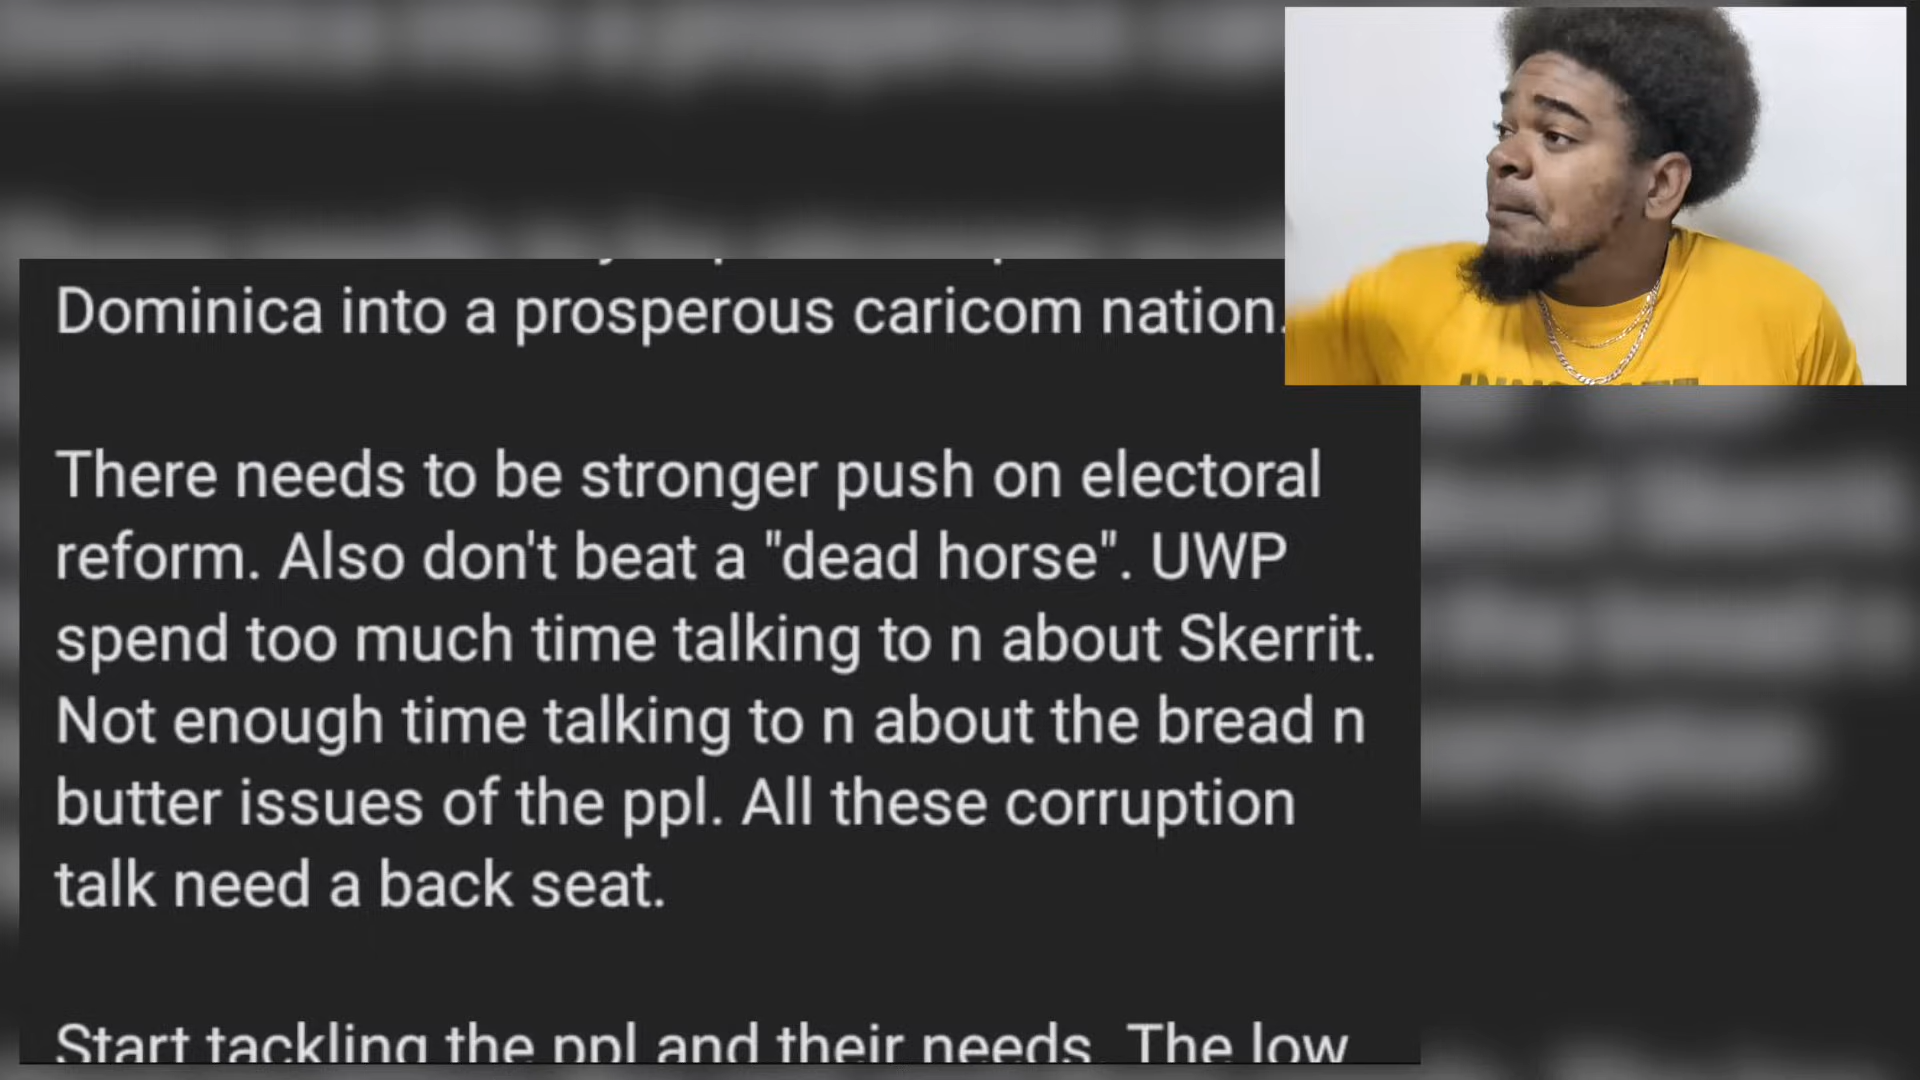 Dominica into a prosperous caricom nation.
There needs to be stronger push on electoral
reform. Also don't beat a "dead horse". UWP
spend too much time talking to n about Skerrit.
Not enough time talking to n about the bread n
butter issues of the ppl. All these corruption
talk need a back seat.
Start tackling the ppl and their needs. The low